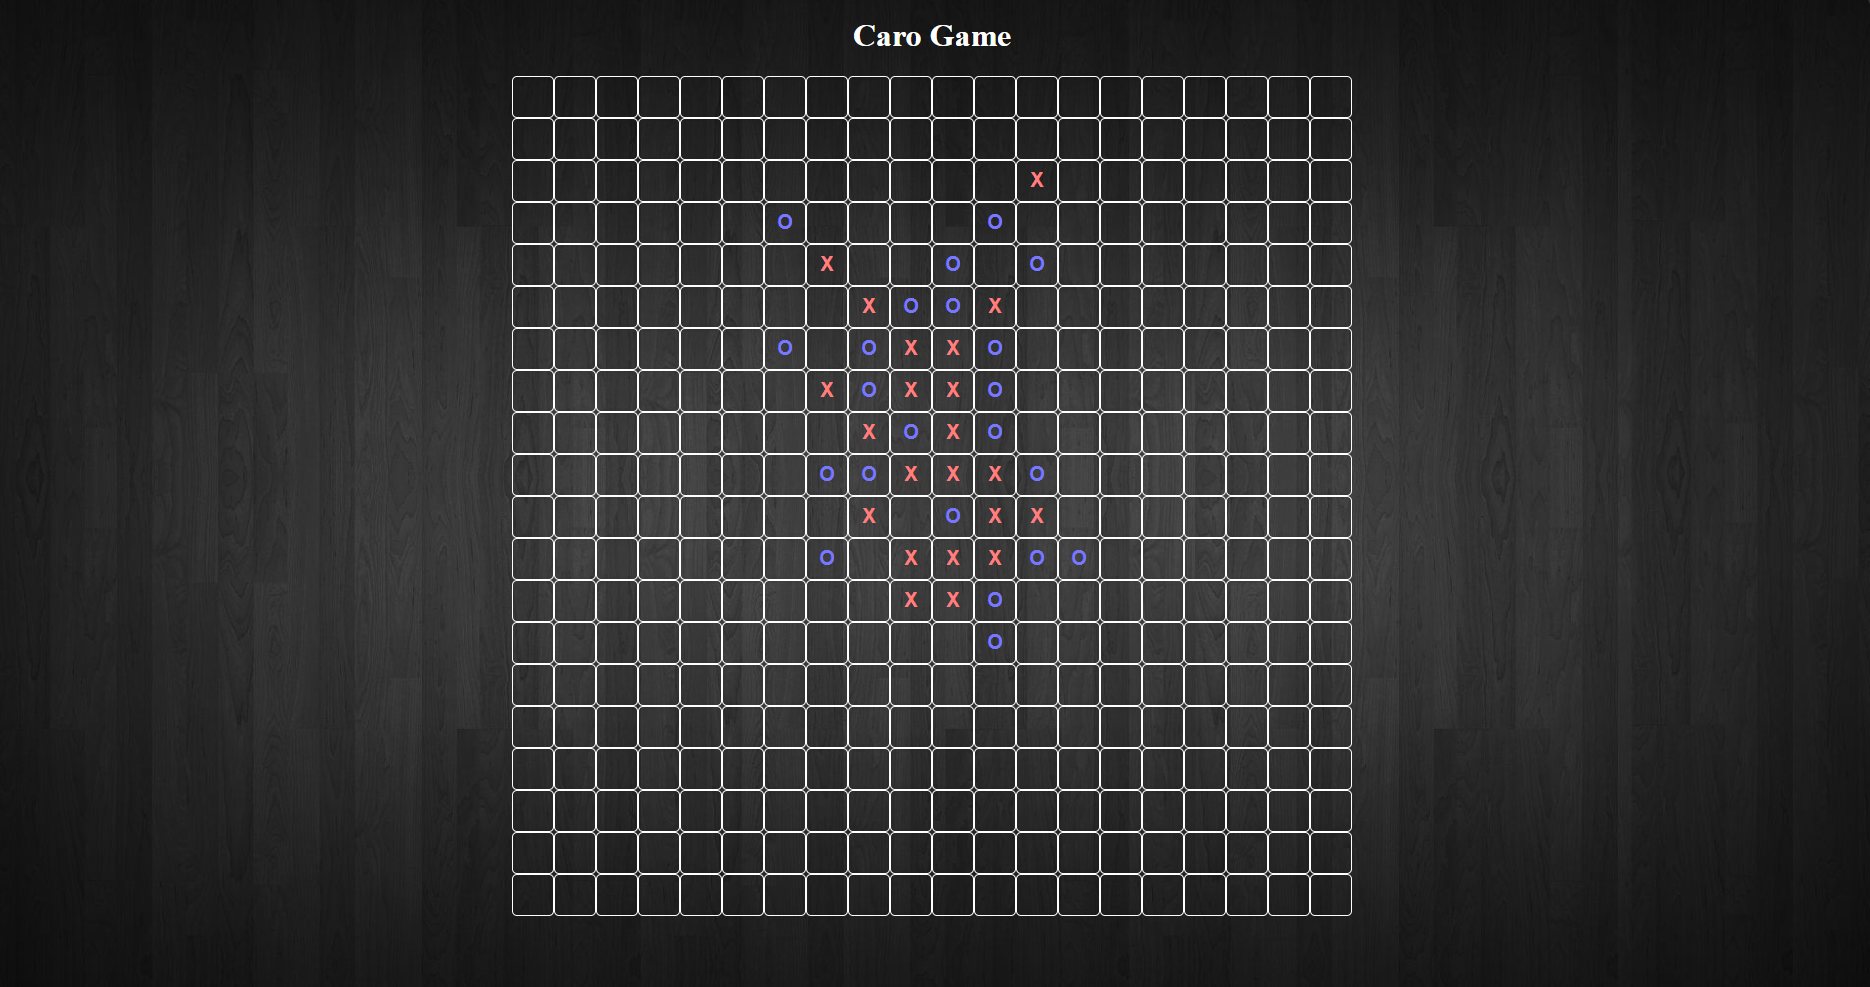 Caro Game
X
O O
X O O
X O O X
O O X X O
X O X X O
X O X O
O O X X X O
X O X X
O X X X O O
X X O
O